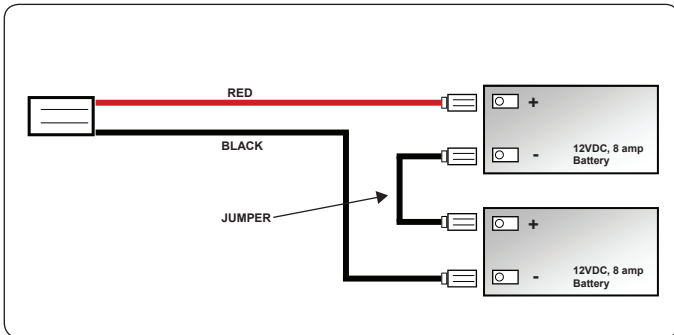 RED
+
BLACK
-
12VDC, 8 amp
Battery
JUMPER
+
-
12VDC, 8 amp
Battery